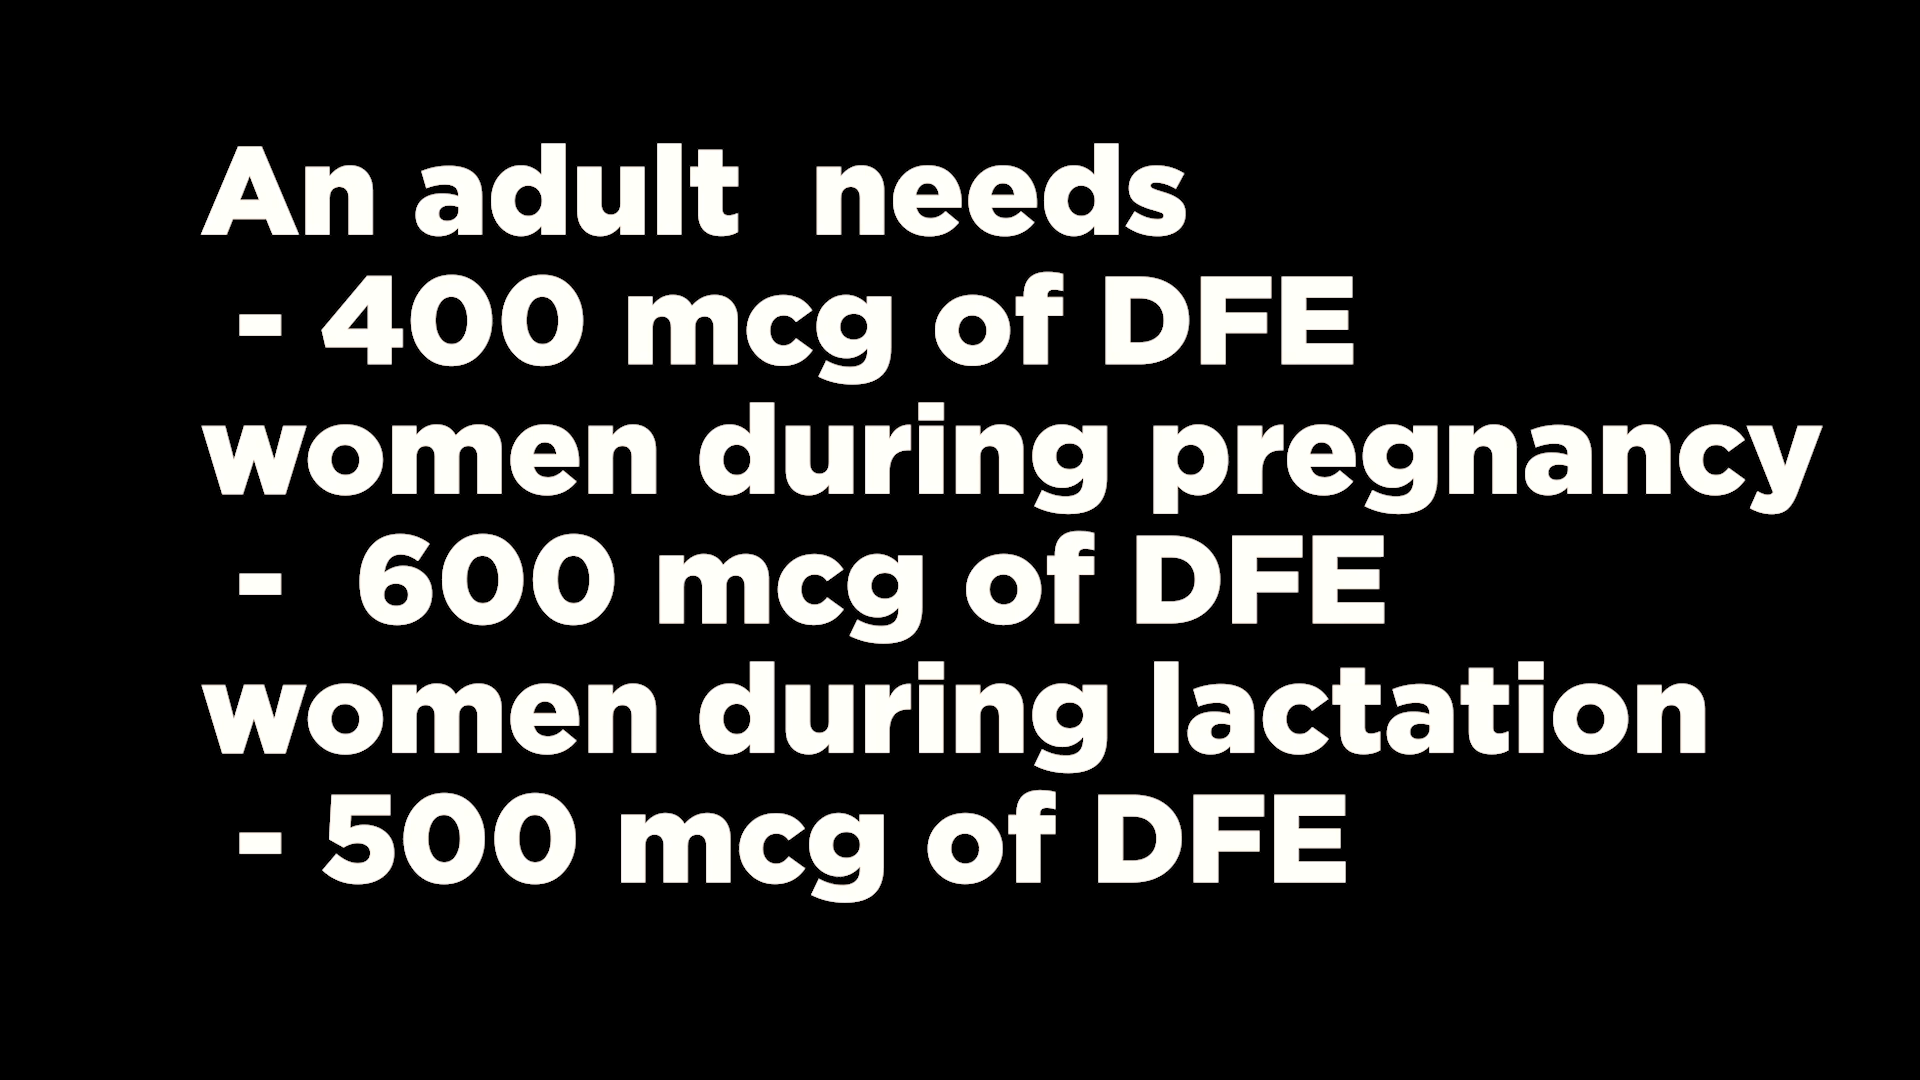 An adult  needs
- 400 mcg of DFE
women during pregnancy
-  600 mcg of DFE
women during lactation
- 500 mcg of DFE